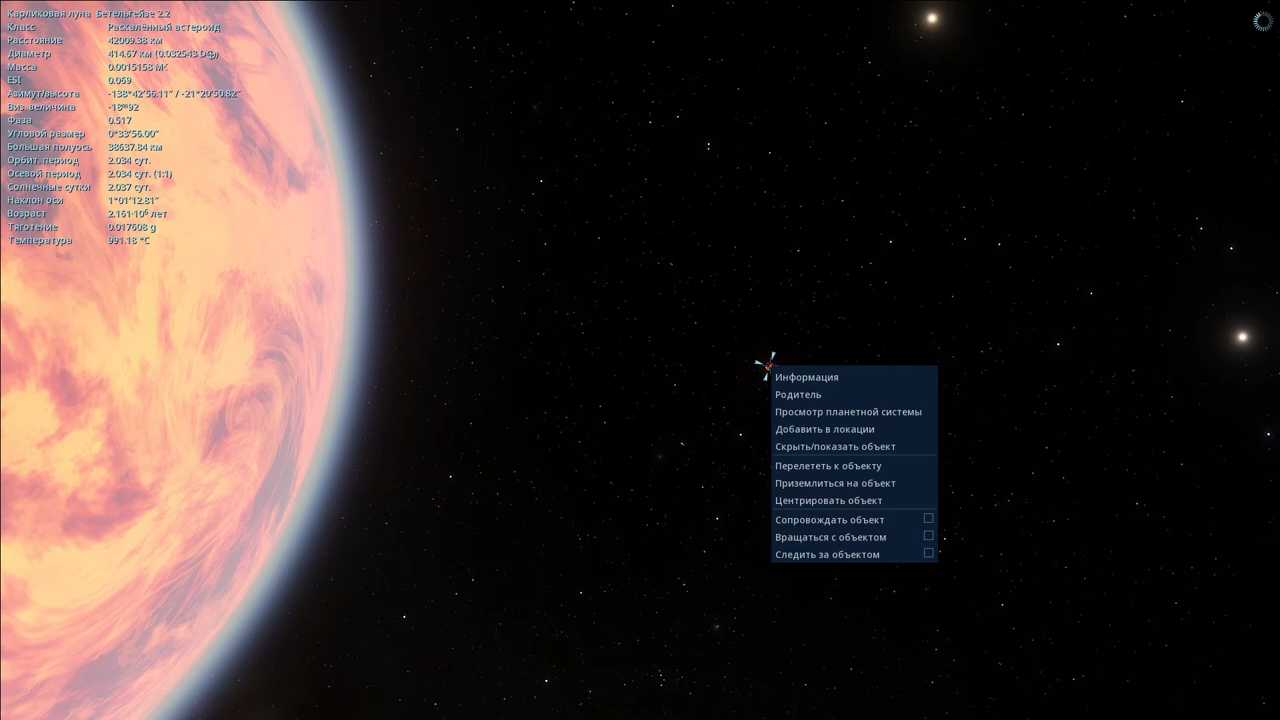 Карликовая луна Бетельгейзе 2.2
Класс Раскалённый астероид
Расстояние 42009.38 км
Диаметр 414.67 км (0.032543 D⊕)
Масса 0.0015158 М☾
ESI 0.069
Азимут/высота -138°42'56.11" / -21°20'50.82"
Виз. величина -18ᵐ92
Фаза 0.517
Угловой размер 0°33'56.00"
Большая полуось 38637.84 км
Орбит. период 2.034 сут.
Осевой период 2.034 сут. (1:1)
Солнечные сутки 2.037 сут.
Наклон оси 1°01'12.81"
Возраст 2.161·10⁶ лет
Тяготение 0.017608 g
Температура 991.18 °C
Информация
Родитель
Просмотр планетной системы
Добавить в локации
Скрыть/показать объект
Перелететь к объекту
Приземлиться на объект
Центрировать объект
Сопровождать объект
Вращаться с объектом
Следить за объектом